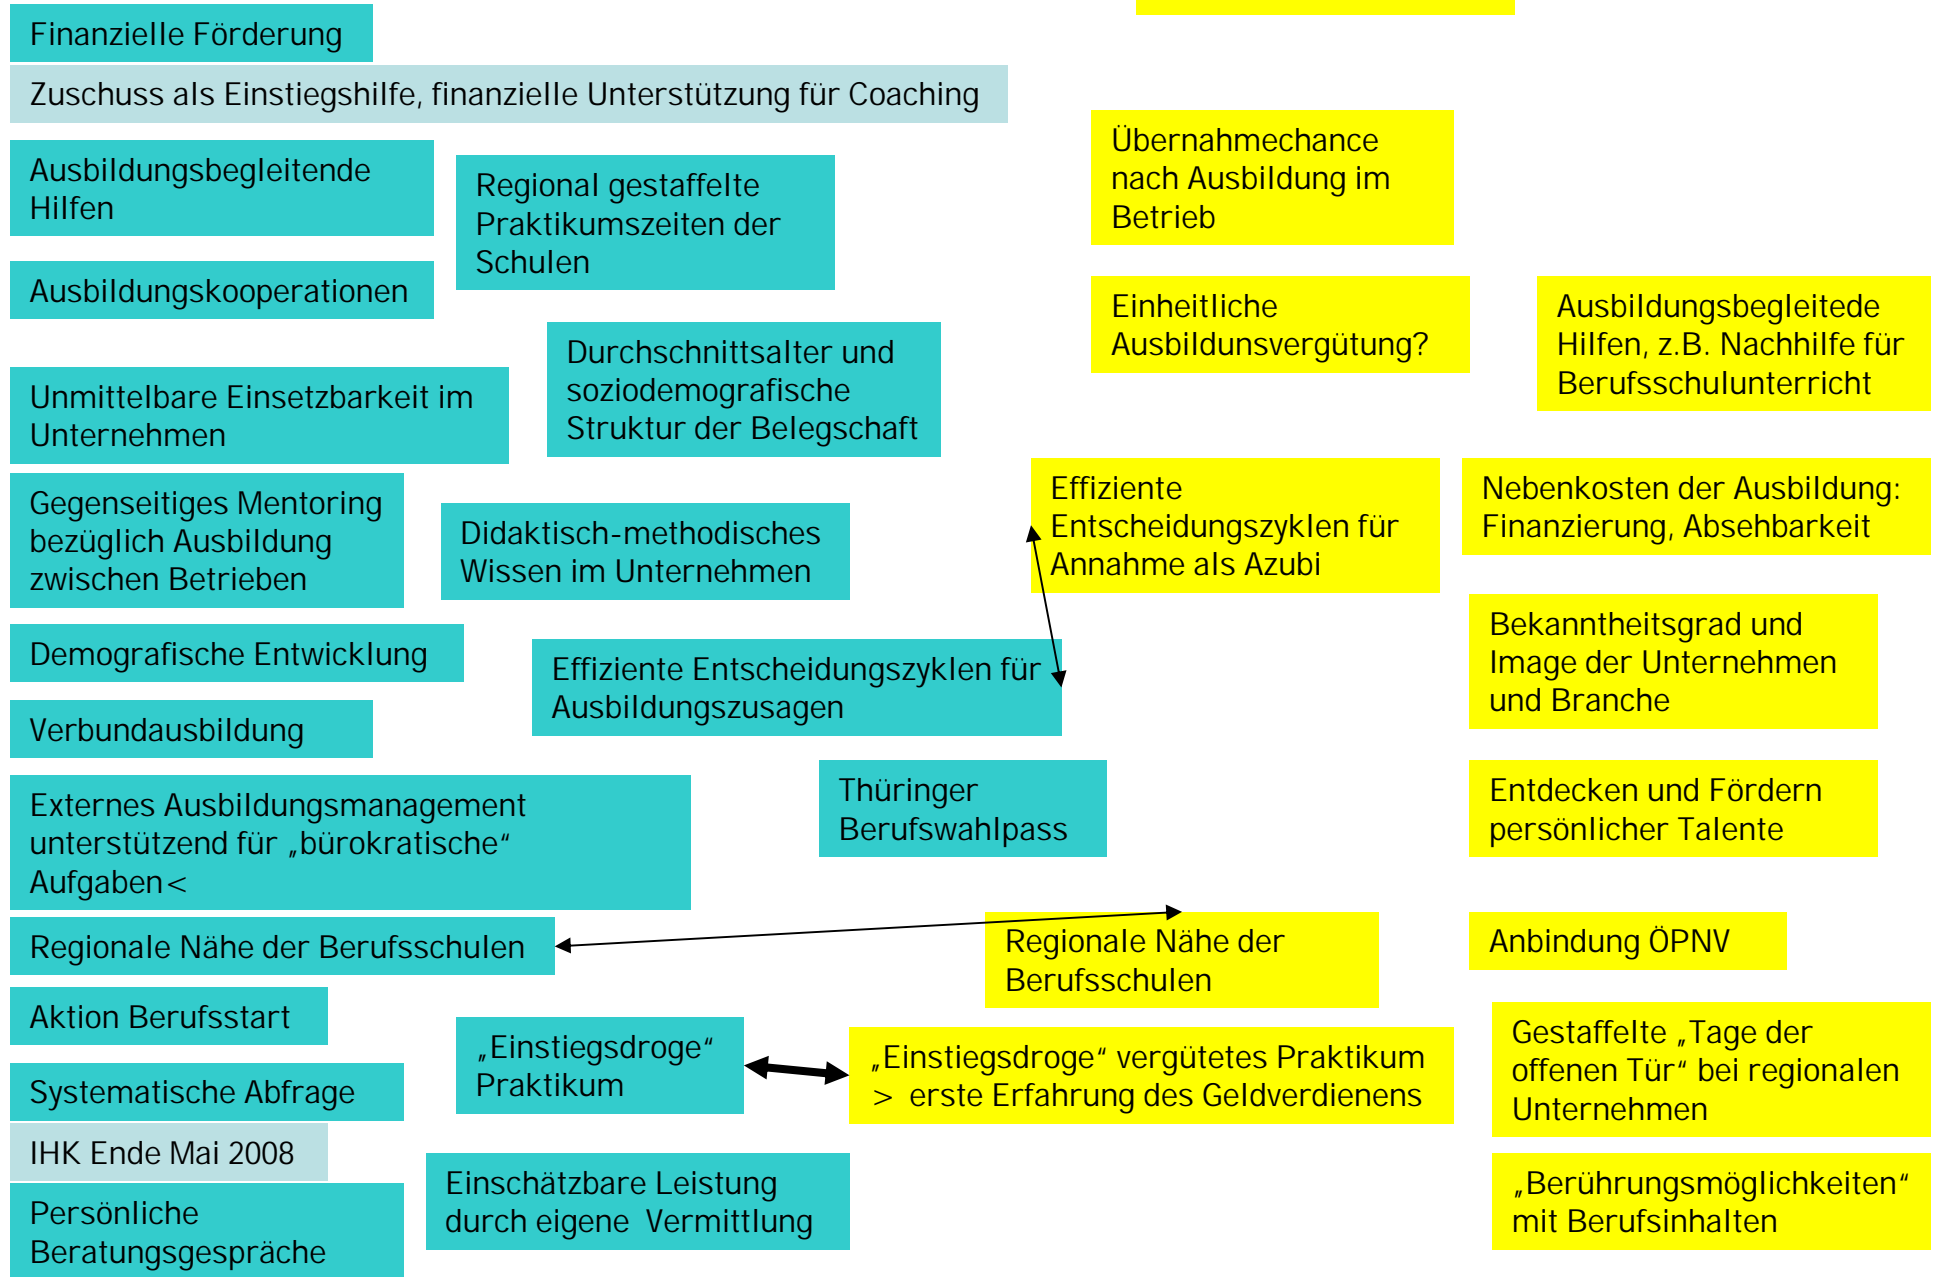 Finanzielle Förderung
Zuschuss als Einstiegshilfe, finanzielle Unterstützung für Coaching
Ausbildungsbegleitende
Hilfen
Regional gestaffelte
Praktikumszeiten der
Schulen
Ausbildungskooperationen
Durchschnittsalter und
soziodemografische
Struktur der Belegschaft
Unmittelbare Einsetzbarkeit im
Unternehmen
Gegenseitiges Mentoring
bezüglich Ausbildung
zwischen Betrieben
Didaktisch-methodisches
Wissen im Unternehmen
Demografische Entwicklung
Effiziente Entscheidungszyklen für
Ausbildungszusagen
Verbundausbildung
Externes Ausbildungsmanagement
unterstützend für „bürokratische“
Aufgaben<
Thüringer
Berufswahlpass
Regionale Nähe der Berufsschulen
Aktion Berufsstart
„Einstiegsdroge“
Praktikum
Systematische Abfrage
IHK Ende Mai 2008
Persönliche
Beratungsgespräche
Einschätzbare Leistung
durch eigene  Vermittlung
Übernahmechance
nach Ausbildung im
Betrieb
Einheitliche
Ausbildunsvergütung?
Ausbildungsbegleitede
Hilfen, z.B. Nachhilfe für
Berufsschulunterricht
Effiziente
Entscheidungszyklen für
Annahme als Azubi
Nebenkosten der Ausbildung:
Finanzierung, Absehbarkeit
Bekanntheitsgrad und
Image der Unternehmen
und Branche
Entdecken und Fördern
persönlicher Talente
Regionale Nähe der
Berufsschulen
Anbindung ÖPNV
„Einstiegsdroge“ vergütetes Praktikum
> erste Erfahrung des Geldverdienens
Gestaffelte „Tage der
offenen Tür“ bei regionalen
Unternehmen
„Berührungsmöglichkeiten“
mit Berufsinhalten